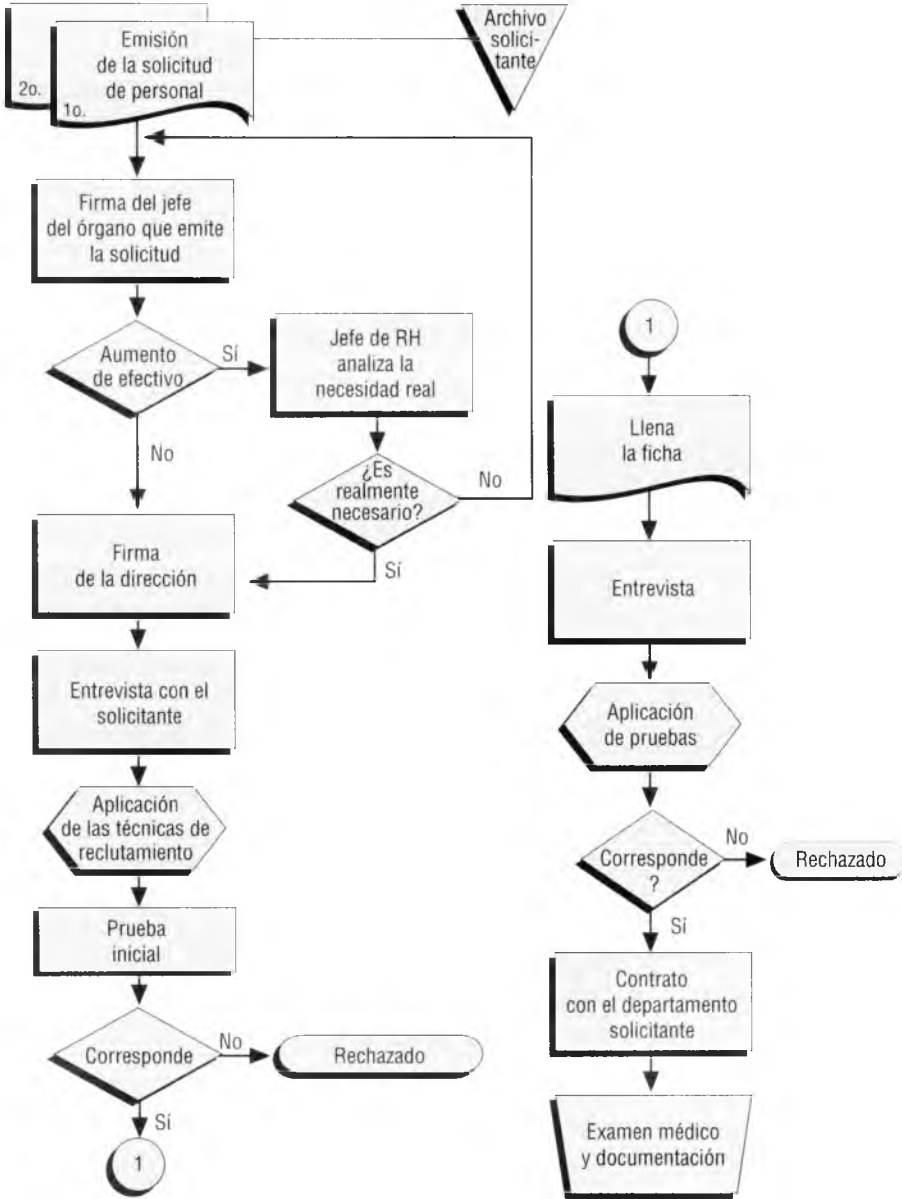 Emisión
de la solicitud
de personal
2o.
1o.
Archivo
solici-
tante
Firma del jefe
del órgano que emite
la solicitud
Aumento
de efectivo
Sí
No
Jefe de RH
analiza la
necesidad real
¿Es
realmente
necesario?
No
Sí
Firma
de la dirección
Entrevista con el
solicitante
Aplicación
de las técnicas de
reclutamiento
Prueba
inicial
Corresponde
No
Rechazado
Sí
1
1
Llena
la ficha
Entrevista
Aplicación
de pruebas
Corresponde
?
No
Rechazado
Sí
Contrato
con el departamento
solicitante
Examen médico
y documentación